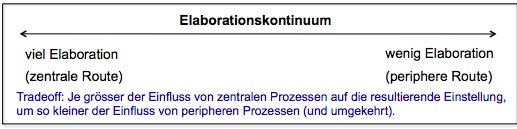 Elaborationskontinuum
viel Elaboration
wenig Elaboration
(zentrale Route)
(periphere Route)
Tradeoff: Je grösser der Einfluss von zentralen Prozessen auf die resultierende Einstellung,
um so kleiner der Einfluss von peripheren Prozessen (und umgekehrt).